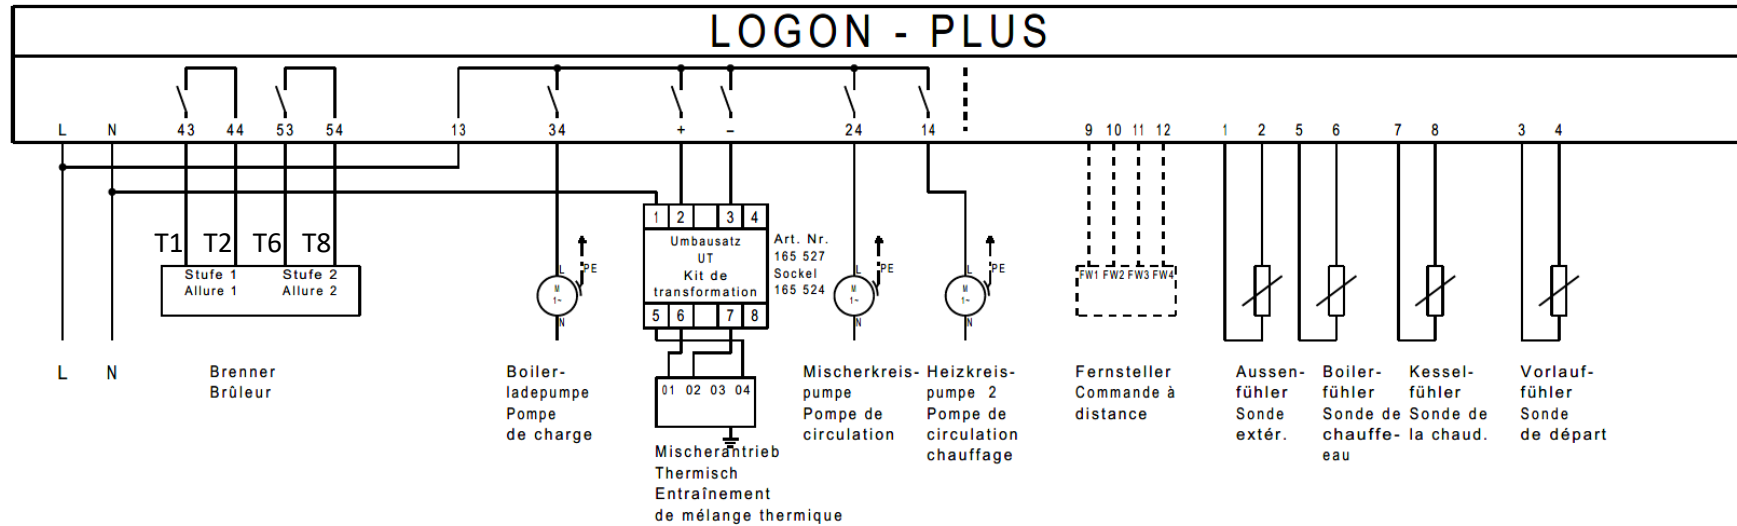 LOGON - PLUS
L N 43 44 53 54 13 34 + - 24 14 9 10 11 12 1 2 5 6 7 8 3 4
T1 T2 T6 T8
Stufe 1 Stufe 2
Allure 1 Allure 2
1 2 3 4
Umbausatz
UT
Kit de
transformation
5 6 7 8
Art. Nr.
165 527
Sockel
165 524
L PE
M
1~
N
L PE
M
1~
N
L PE
M
1~
N
FW1 FW2 FW3 FW4
01 02 03 04
L N
Brenner
Brûleur
Boiler-
ladepumpe
Pompe
de charge
Mischerantrieb
Thermisch
Entraînement
de mélange thermique
Mischerkreis-
pumpe
Pompe de
circulation
Heizkreis-
pumpe 2
Pompe de
circulation
chauffage
Fernsteller
Commande à
distance
Aussen-
fühler
Sonde
extér.
Boiler-
fühler
Sonde de
chauffe-
eau
Kessel-
fühler
Sonde de
la chaud.
Vorlauf-
fühler
Sonde
de départ